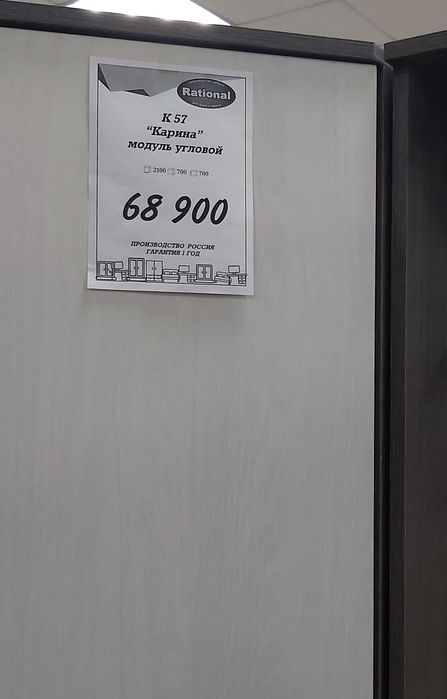 Rational
К 57
“Карина”
модуль угловой
2100 700 700
68 900
ПРОИЗВОДСТВО РОССИЯ
ГАРАНТИЯ 1 ГОД